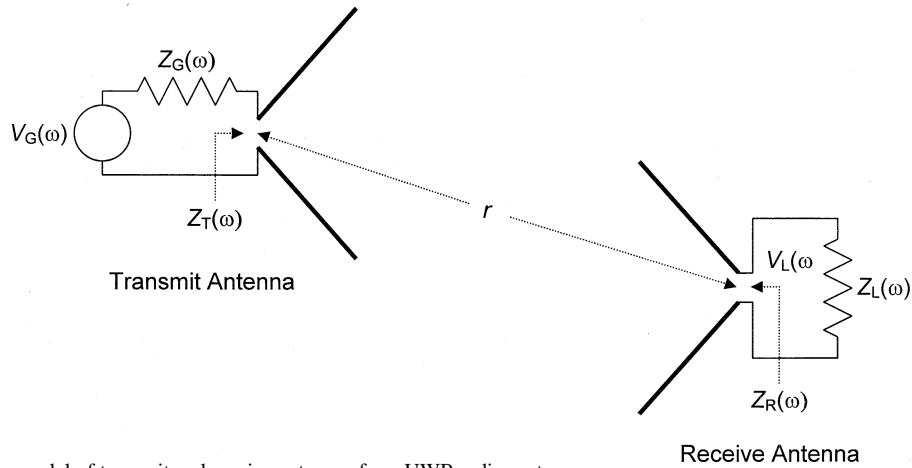 Z_G(ω)
V_G(ω)
Z_T(ω)
r
Transmit Antenna
V_L(ω
Z_L(ω)
Z_R(ω)
Receive Antenna